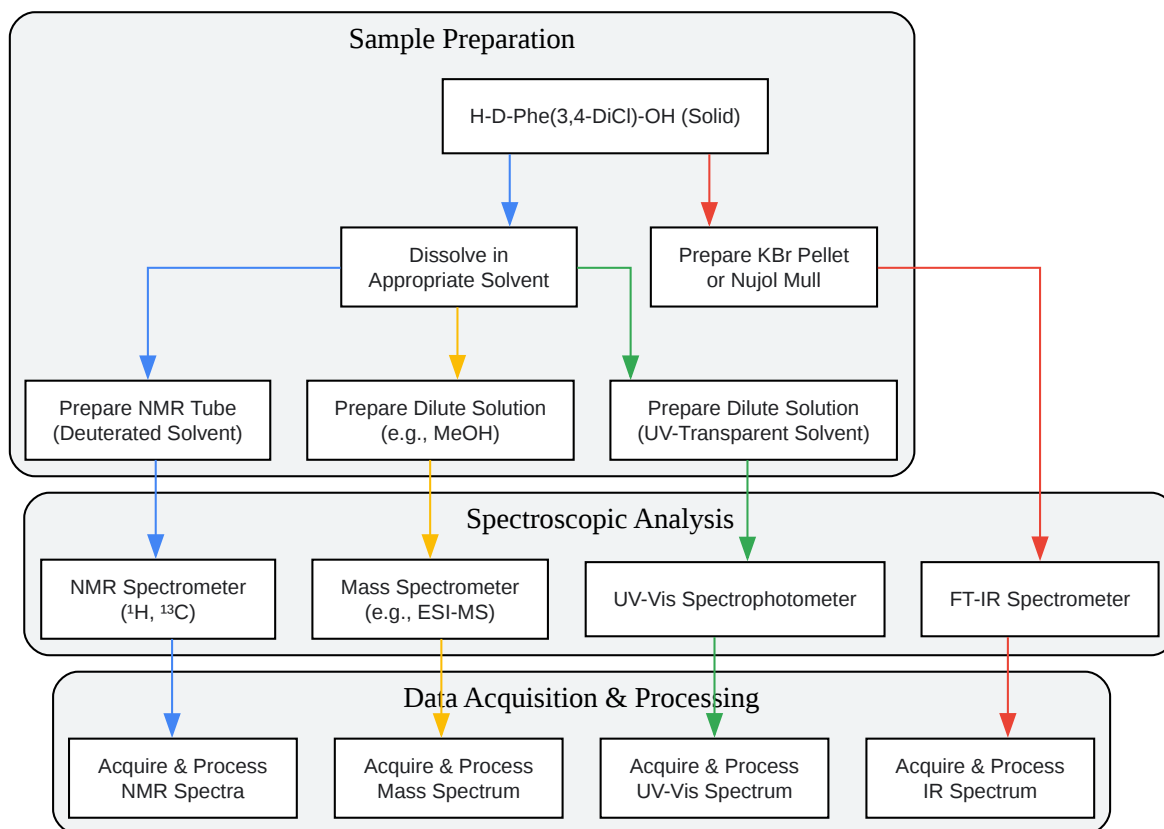 Sample Preparation
H-D-Phe(3,4-DiCl)-OH (Solid)
Dissolve in
Appropriate Solvent
Prepare KBr Pellet
or Nujol Mull
Prepare NMR Tube
(Deuterated Solvent)
Prepare Dilute Solution
(e.g., MeOH)
Prepare Dilute Solution
(UV-Transparent Solvent)
Spectroscopic Analysis
NMR Spectrometer
(¹H, ¹³C)
Mass Spectrometer
(e.g., ESI-MS)
UV-Vis Spectrophotometer
FT-IR Spectrometer
Data Acquisition & Processing
Acquire & Process
NMR Spectra
Acquire & Process
Mass Spectrum
Acquire & Process
UV-Vis Spectrum
Acquire & Process
IR Spectrum